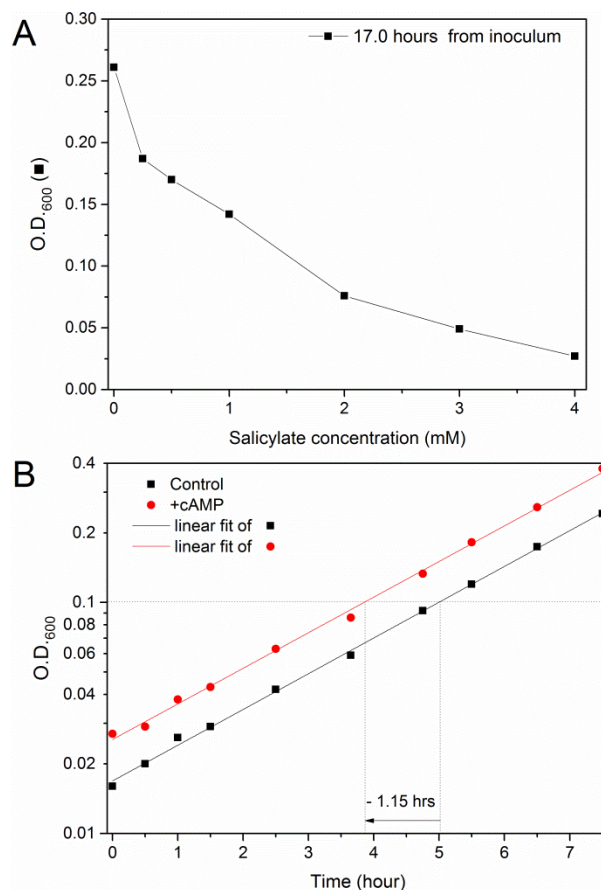 A
17.0 hours from inoculum
0.30
0.25
0.20
0.15
0.10
0.05
0.00
O.D.600 (■)
0 1 2 3 4
Salicylate concentration (mM)
B
Control
+cAMP
linear fit of
linear fit of
0.4
0.2
0.1
0.08
0.06
0.04
0.02
0.01
O.D.600
- 1.15 hrs
0 1 2 3 4 5 6 7
Time (hour)